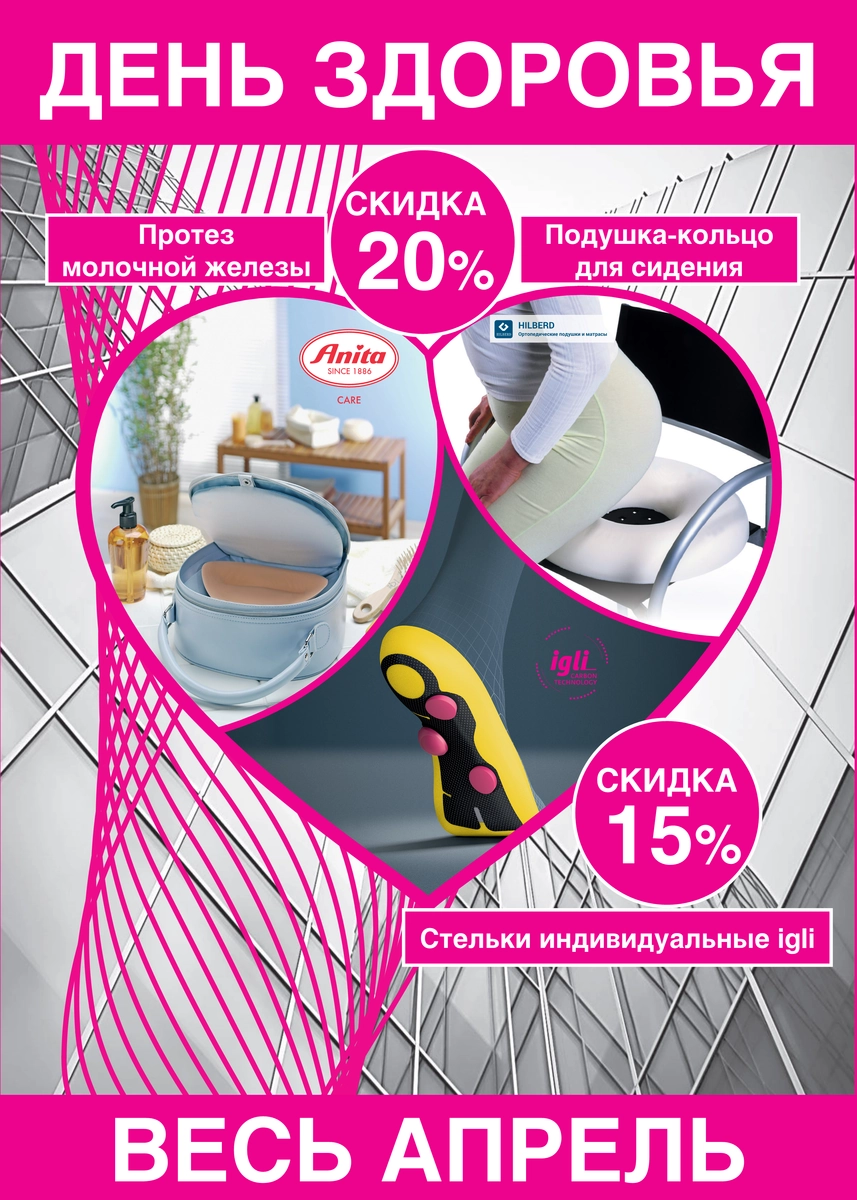 ДЕНЬ ЗДОРОВЬЯ
СКИДКА
20%
Протез
молочной железы
Подушка-кольцо
для сидения
Anita
SINCE 1886
CARE
HILBERD
HILBERD
Ортопедические подушки и матрасы
igli
CARBON
TECHNOLOGY
СКИДКА
15%
Стельки индивидуальные igli
ВЕСЬ АПРЕЛЬ